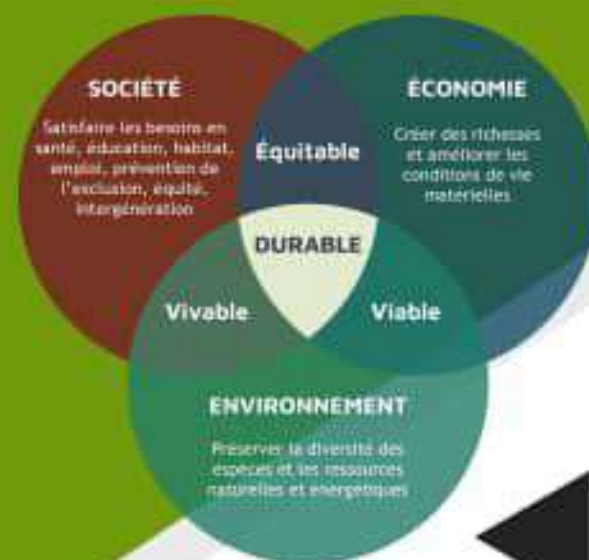 SOCIÉTÉ
Satisfaire les besoins en
santé, éducation, habitat,
emploi, prévention de
l'exclusion, équité,
intergénération
Équitable
ÉCONOMIE
Créer des richesses
et améliorer les
conditions de vie
matérielles
DURABLE
Vivable
Viable
ENVIRONNEMENT
Préserver la diversité des
espèces et les ressources
naturelles et energetiques